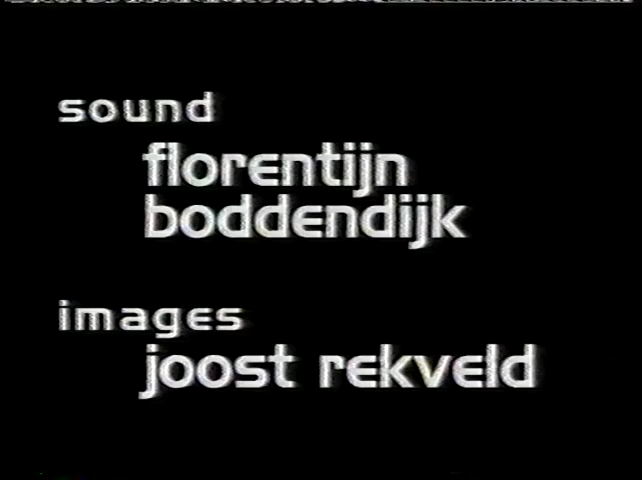 sound
florentijn
boddendijk
images
joost rekveld